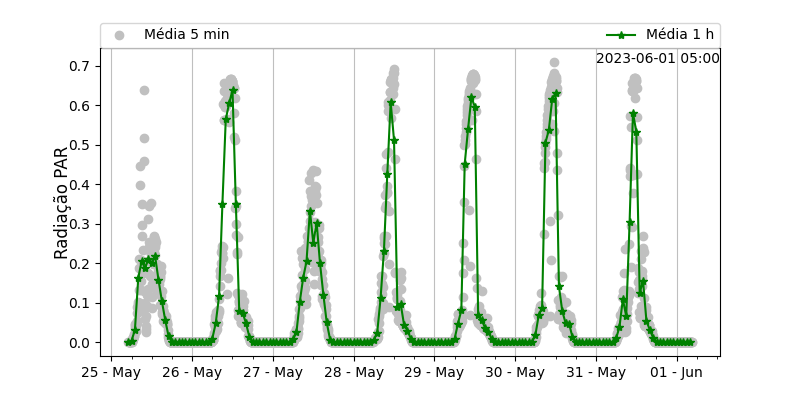 Média 5 min
Média 1 h
2023-06-01 05:00
Radiação PAR
0.7
0.6
0.5
0.4
0.3
0.2
0.1
0.0
25 - May
26 - May
27 - May
28 - May
29 - May
30 - May
31 - May
01 - Jun